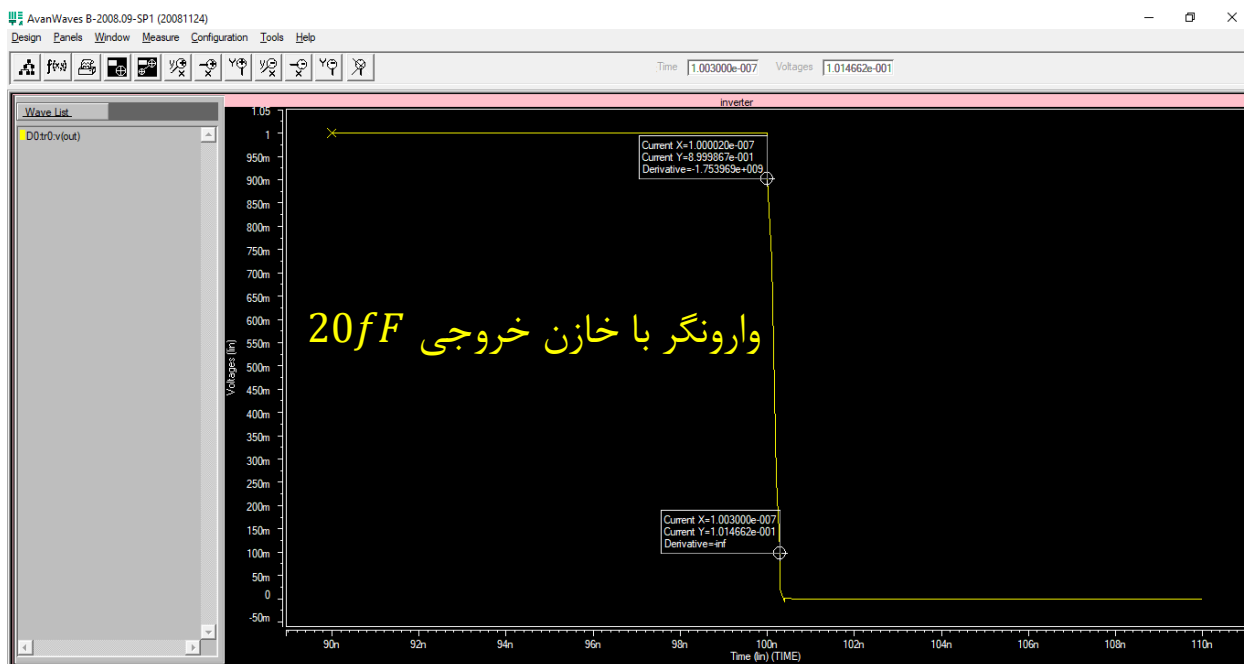 AvanWaves B-2008.09-SP1 (20081124)
Design Panels Window Measure Configuration Tools Help
Time 1.003000e-007 Voltages 1.014662e-001
Wave List
D0:tr0:v(out)
inverter
1.05
1
950m
900m
850m
800m
750m
700m
650m
600m
550m
500m
450m
400m
350m
300m
250m
200m
150m
100m
50m
0
-50m
Voltages (lin)
Current X=1.000020e-007
Current Y=8.999867e-001
Derivative=-1.753969e+009
وارونگر با خازن خروجی 20fF
Current X=1.003000e-007
Current Y=1.014662e-001
Derivative=-inf
90n 92n 94n 96n 98n 100n 102n 104n 106n 108n 110n
Time (lin) (TIME)